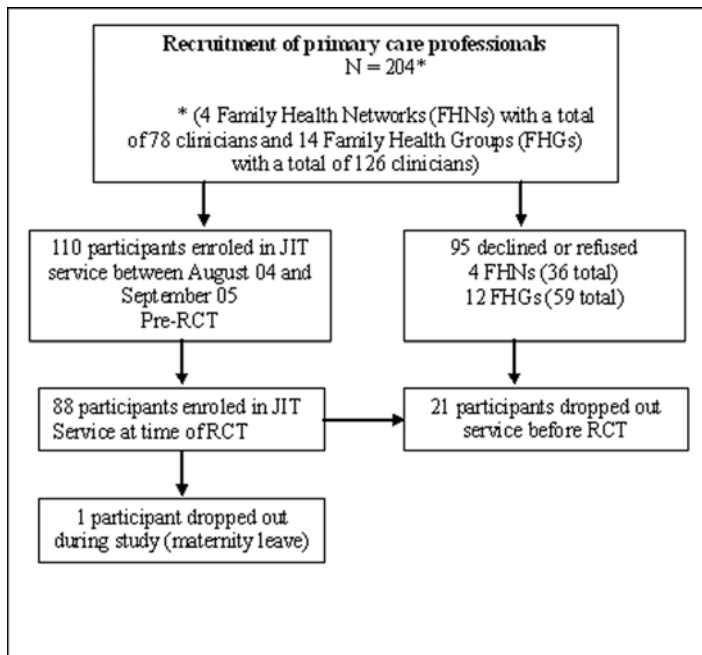 Recruitment of primary care professionals
N = 204*
* (4 Family Health Networks (FHNs) with a total
of 78 clinicians and 14 Family Health Groups (FHGs)
with a total of 126 clinicians)
110 participants enroled in JIT
service between August 04 and
September 05
Pre-RCT
95 declined or refused
4 FHNs (36 total)
12 FHGs (59 total)
88 participants enroled in JIT
Service at time of RCT
21 participants dropped out
service before RCT
1 participant dropped out
during study (maternity leave)